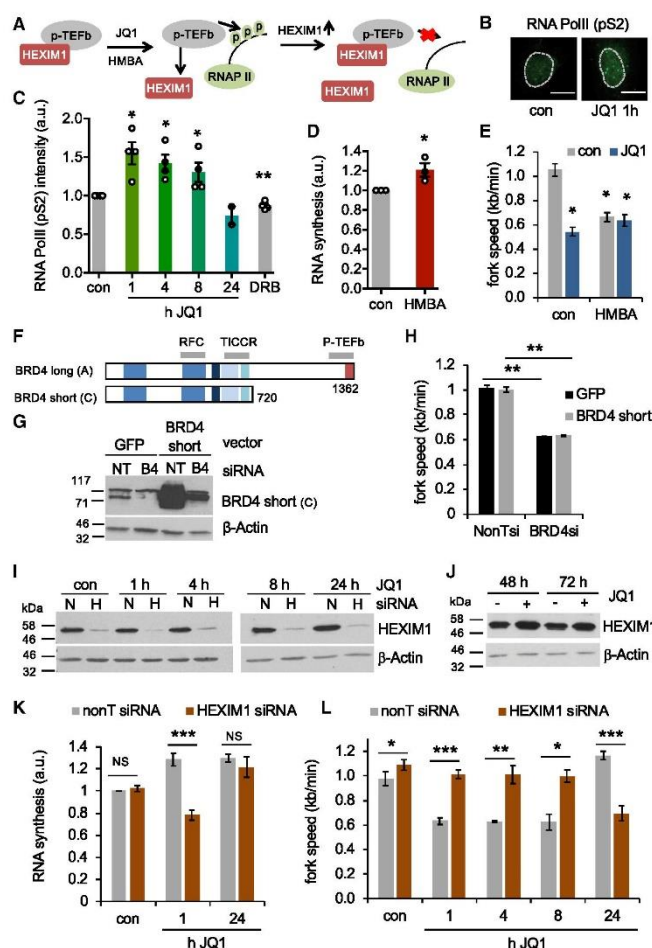 A
p-TEFb
HEXIM1
JQ1
HMBA
p-TEFb
HEXIM1
p p p
RNAP II
HEXIM1
p-TEFb
HEXIM1
RNAP II
B
RNA PolII (pS2)
con
JQ1 1h
C
RNA PolII (pS2) intensity (a.u.)
2.0
1.5
1.0
0.5
0.0
*
*
*
**
con 1 4 8 24 DRB
h JQ1
D
RNA synthesis (a.u.)
1.4
1.2
1.0
0.8
0.6
0.4
0.2
0.0
*
con
HMBA
E
con JQ1
fork speed (kb/min)
1.2
1.0
0.8
0.6
0.4
0.2
0.0
*
* *
con HMBA
F
RFC TICCR P-TEFb
BRD4 long (A)
1362
BRD4 short (C)
720
G
GFP
BRD4
short
vector
NT B4 NT B4 siRNA
117
71
BRD4 short (C)
46
32
β-Actin
H
**
**
GFP
BRD4 short
fork speed (kb/min)
1.2
1
0.8
0.6
0.4
0.2
0
NonTsi BRD4si
I
con 1 h 4 h 8 h 24 h JQ1
kDa N H N H N H N H N H siRNA
58
46
HEXIM1
46
32
β-Actin
J
48 h 72 h
JQ1
kDa - + - +
58
46
HEXIM1
46
32
β-Actin
K
nonT siRNA HEXIM1 siRNA
RNA synthesis (a.u.)
1.4
1.2
1.0
0.8
0.6
0.4
0.2
0.0
NS
***
NS
con 1 24
h JQ1
L
nonT siRNA HEXIM1 siRNA
fork speed (kb/min)
1.2
1.0
0.8
0.6
0.4
0.2
0.0
*
***
**
*
***
con 1 4 8 24
h JQ1